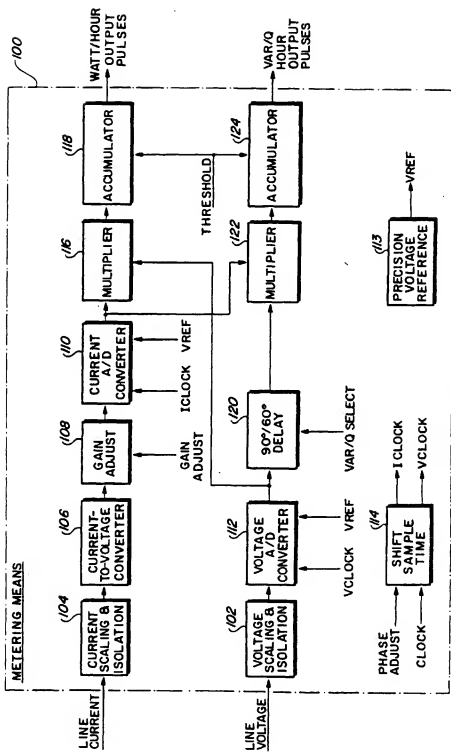 100
METERING MEANS
WATT/HOUR
OUTPUT
PULSES
VAR/Q
HOUR
OUTPUT
PULSES
LINE
CURRENT
104
CURRENT
SCALING &
ISOLATION
106
CURRENT-
TO-VOLTAGE
CONVERTER
108
GAIN
ADJUST
GAIN
ADJUST
110
CURRENT
A/D
CONVERTER
ICLOCK
VREF
116
MULTIPLIER
118
ACCUMULATOR
THRESHOLD
LINE
VOLTAGE
102
VOLTAGE
SCALING &
ISOLATION
112
VOLTAGE
A/D
CONVERTER
VCLOCK
VREF
120
90°/60°
DELAY
VAR/Q SELECT
122
MULTIPLIER
124
ACCUMULATOR
PHASE
ADJUST
CLOCK
114
SHIFT
SAMPLE
TIME
ICLOCK
VCLOCK
113
PRECISION
VOLTAGE
REFERENCE
VREF